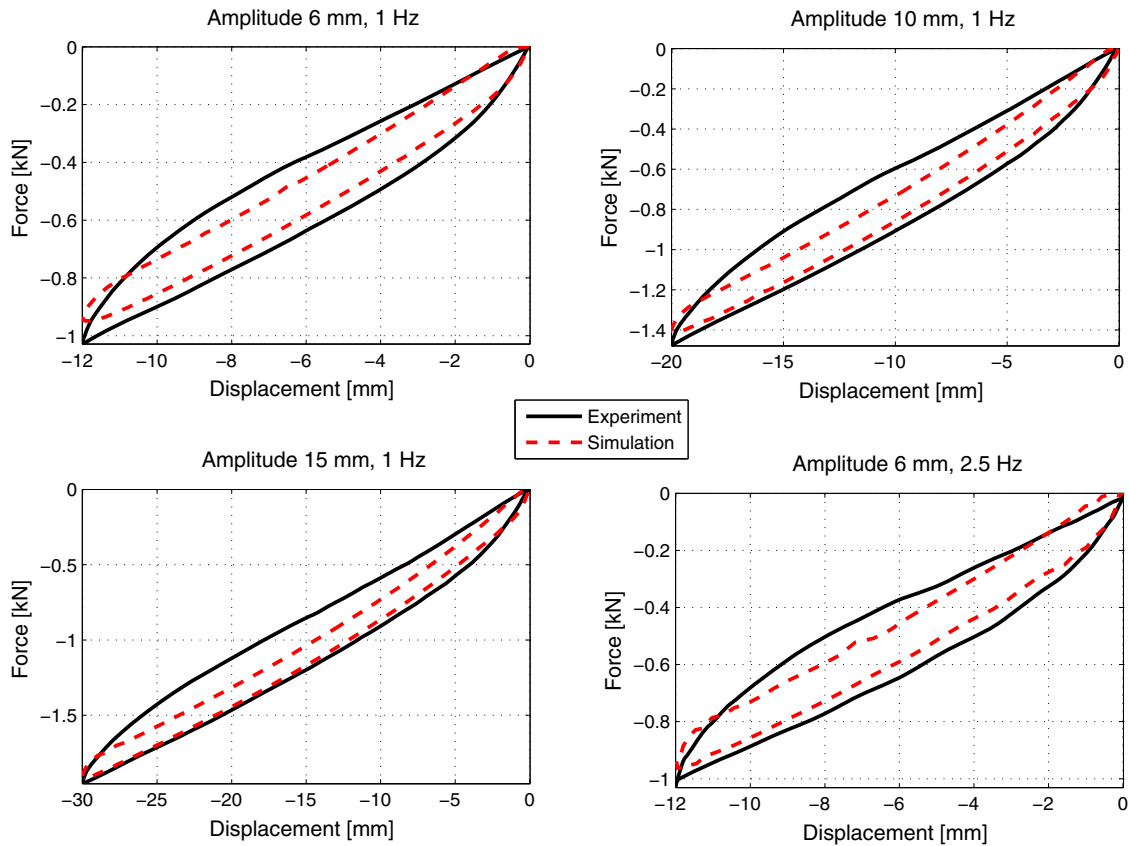 Amplitude 6 mm, 1 Hz
0
−0.2
−0.4
−0.6
−0.8
−1
Force [kN]
−12 −10 −8 −6 −4 −2 0
Displacement [mm]
Amplitude 10 mm, 1 Hz
0
−0.2
−0.4
−0.6
−0.8
−1
−1.2
−1.4
Force [kN]
−20 −15 −10 −5 0
Displacement [mm]
Experiment
Simulation
Amplitude 15 mm, 1 Hz
0
−0.5
−1
−1.5
Force [kN]
−30 −25 −20 −15 −10 −5 0
Displacement [mm]
Amplitude 6 mm, 2.5 Hz
0
−0.2
−0.4
−0.6
−0.8
−1
Force [kN]
−12 −10 −8 −6 −4 −2 0
Displacement [mm]